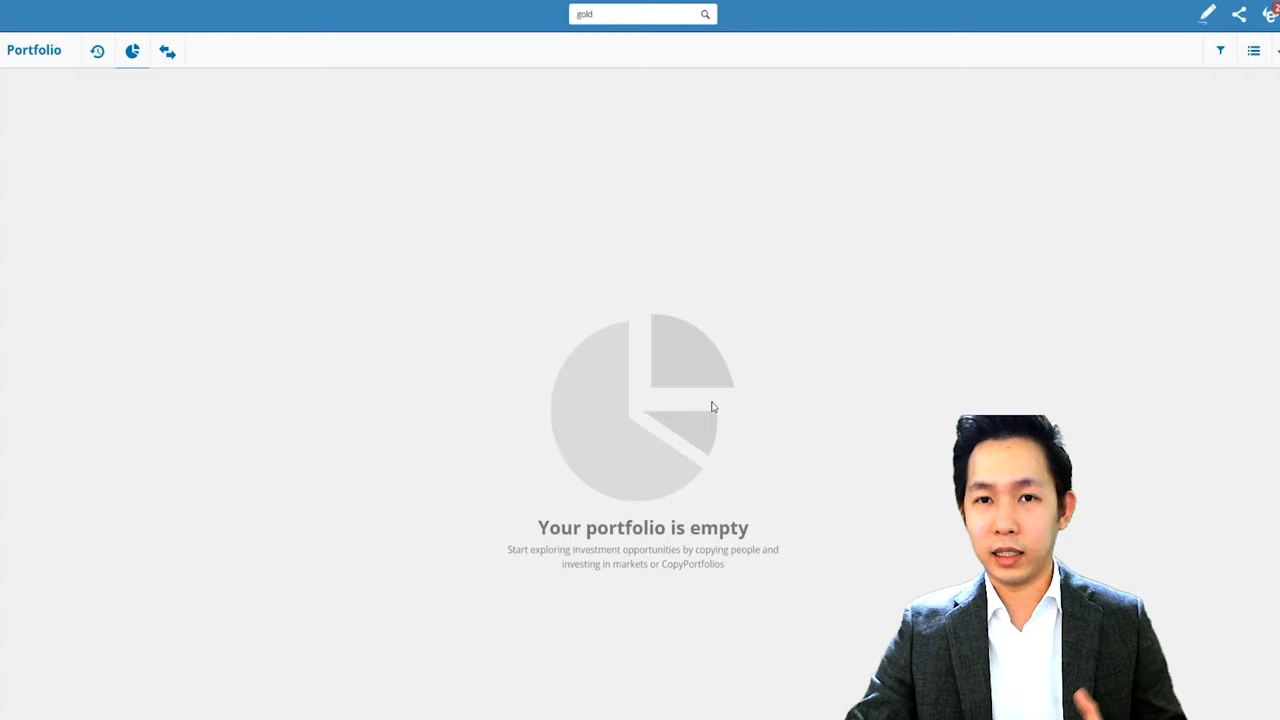 gold
2
Portfolio
Your portfolio is empty
Start exploring investment opportunities by copying people and
investing in markets or CopyPortfolios